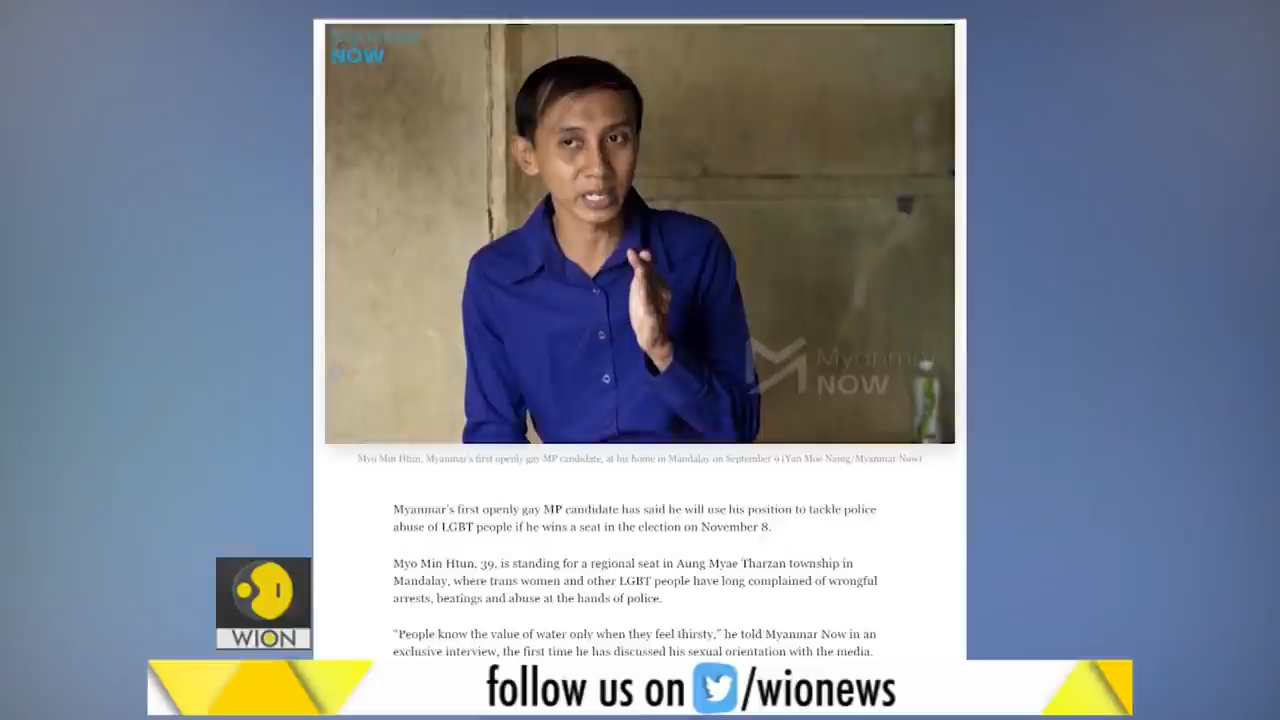 Myanmar
NOW
Myanmar
NOW
Myo Min Htun, Myanmar's first openly gay MP candidate, at his home in Mandalay on September 9 (Yan Moe Naing/Myanmar Now)
Myanmar's first openly gay MP candidate has said he will use his position to tackle police
abuse of LGBT people if he wins a seat in the election on November 8.
Myo Min Htun, 39, is standing for a regional seat in Aung Myae Tharzan township in
Mandalay, where trans women and other LGBT people have long complained of wrongful
arrests, beatings and abuse at the hands of police.
"People know the value of water only when they feel thirsty," he told Myanmar Now in an
exclusive interview, the first time he has discussed his sexual orientation with the media.
WION
follow us on /wionews